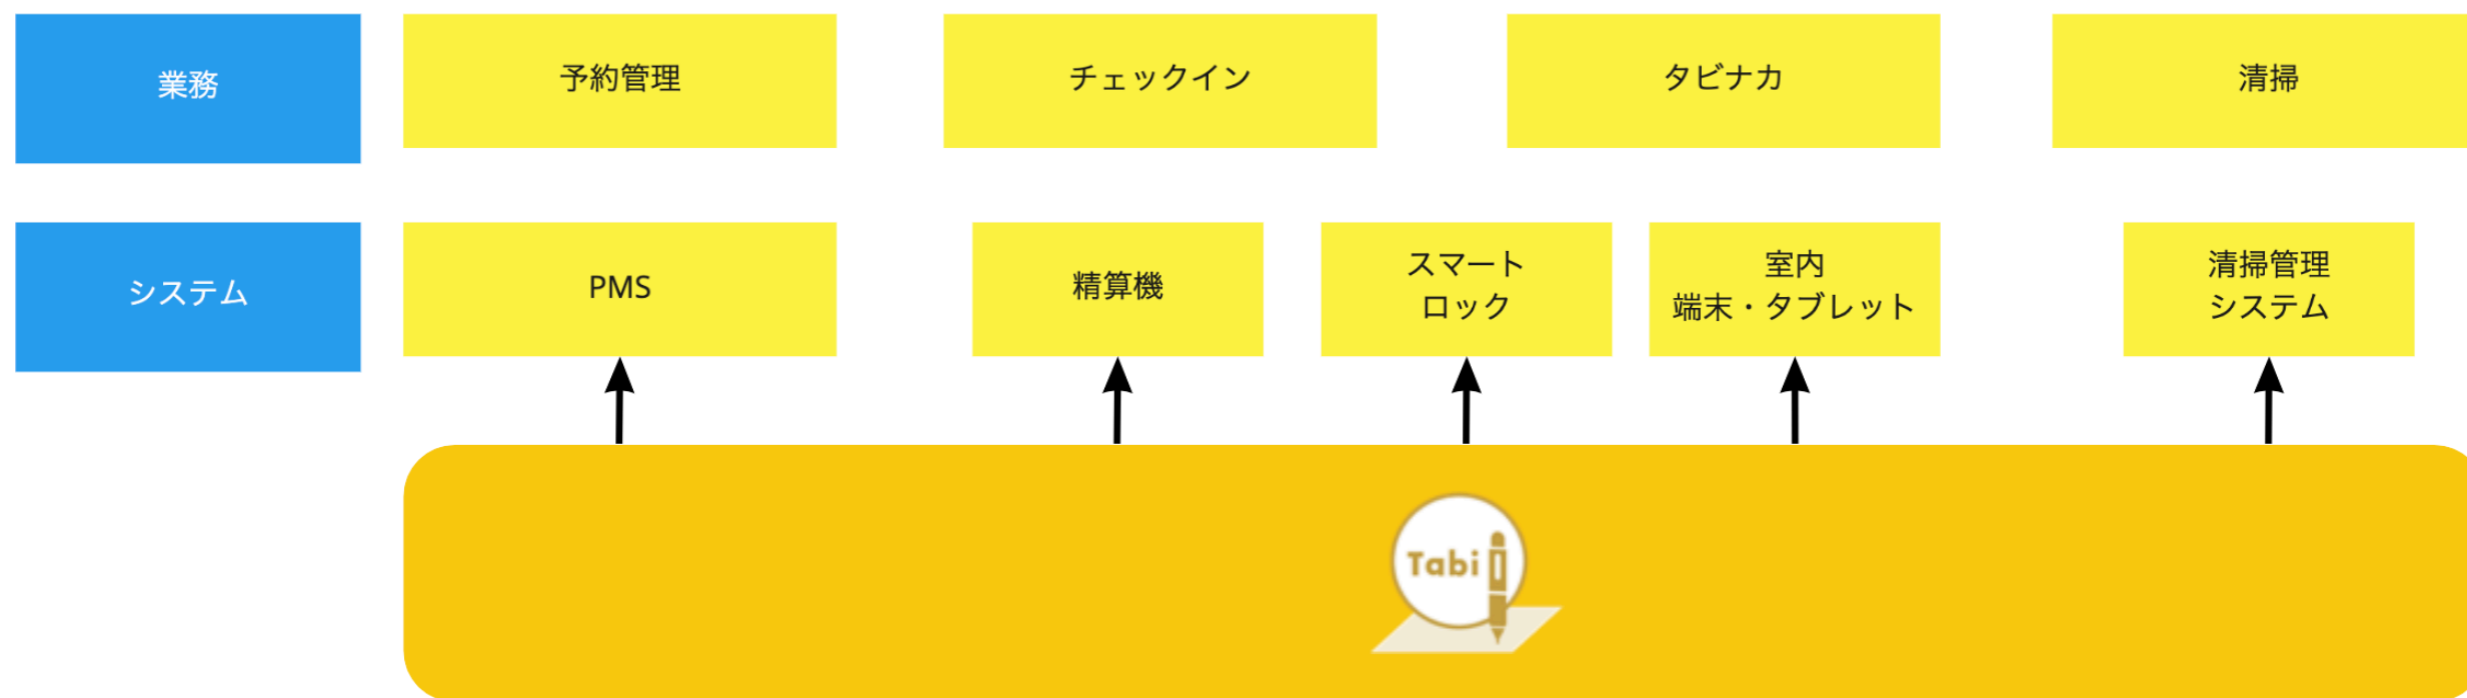 業務
予約管理
チェックイン
タビナカ
清掃
システム
PMS
精算機
スマート
ロック
室内
端末・タブレット
清掃管理
システム
Tabi